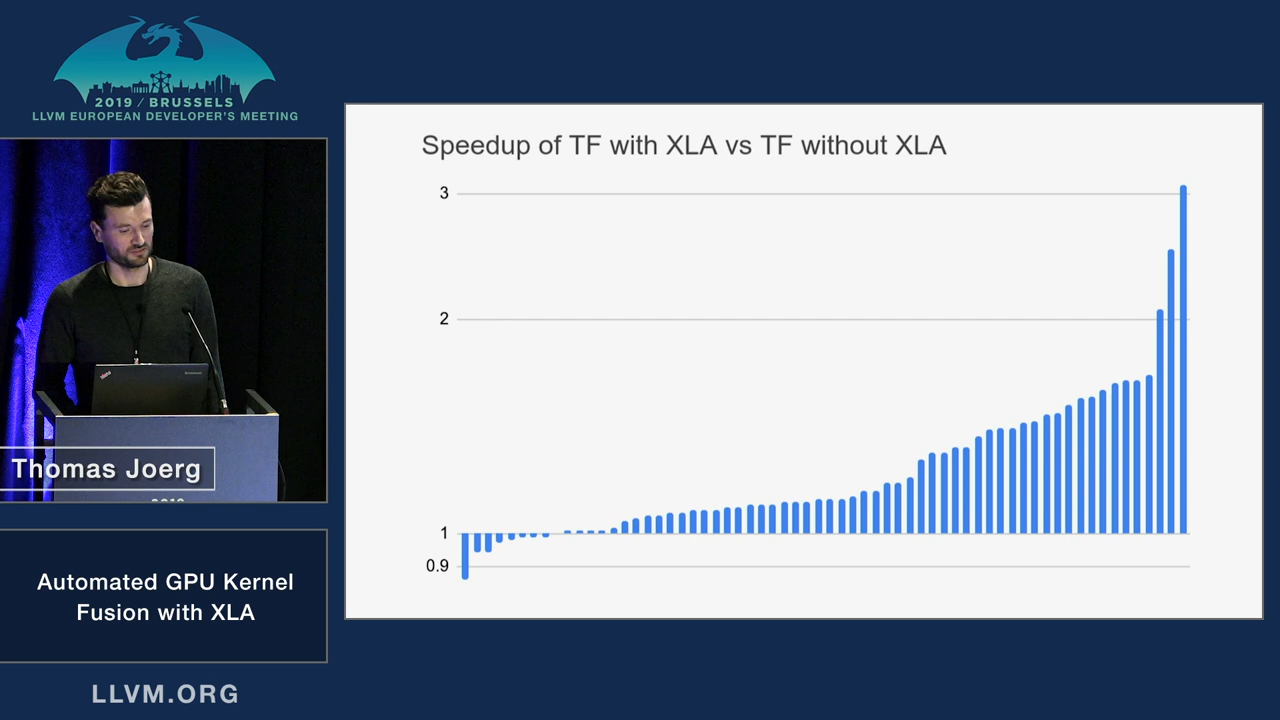 2019 / BRUSSELS
LLVM EUROPEAN DEVELOPER'S MEETING
Speedup of TF with XLA vs TF without XLA
3
2
1
0.9
Thomas Joerg
Automated GPU Kernel
Fusion with XLA
LLVM.ORG